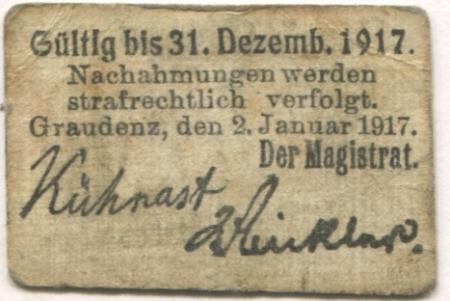 Gültig bis 31. Dezemb. 1917.
Nachahmungen werden
strafrechtlich verfolgt.
Graudenz, den 2. Januar 1917.
Der Magistrat.
Kühnast